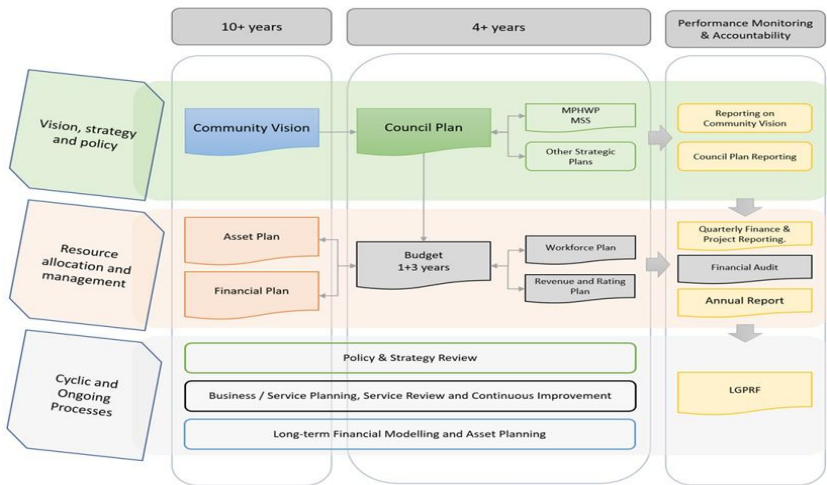 10+ years
4+ years
Performance Monitoring
& Accountability
Vision, strategy
and policy
Community Vision
Council Plan
MPHWP
MSS
Other Strategic
Plans
Reporting on
Community Vision
Council Plan Reporting
Resource
allocation and
management
Asset Plan
Financial Plan
Budget
1+3 years
Workforce Plan
Revenue and Rating
Plan
Quarterly Finance &
Project Reporting.
Financial Audit
Annual Report
Cyclic and
Ongoing
Processes
Policy & Strategy Review
Business / Service Planning, Service Review and Continuous Improvement
Long-term Financial Modelling and Asset Planning
LGPRF